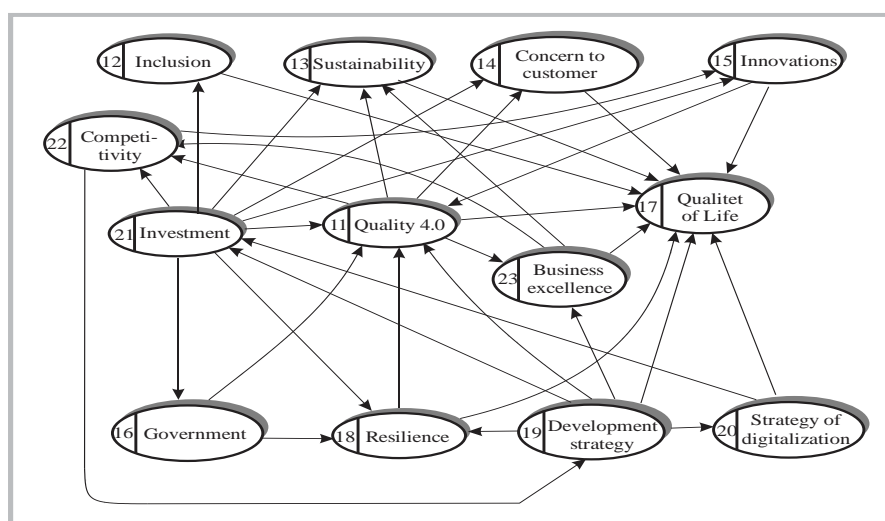 12 Inclusion
13 Sustainability
14 Concern to
customer
15 Innovations
22 Competi-
tivity
21 Investment
11 Quality 4.0
17 Qualitet
of Life
23 Business
excellence
16 Government
18 Resilience
19 Development
strategy
20 Strategy of
digitalization